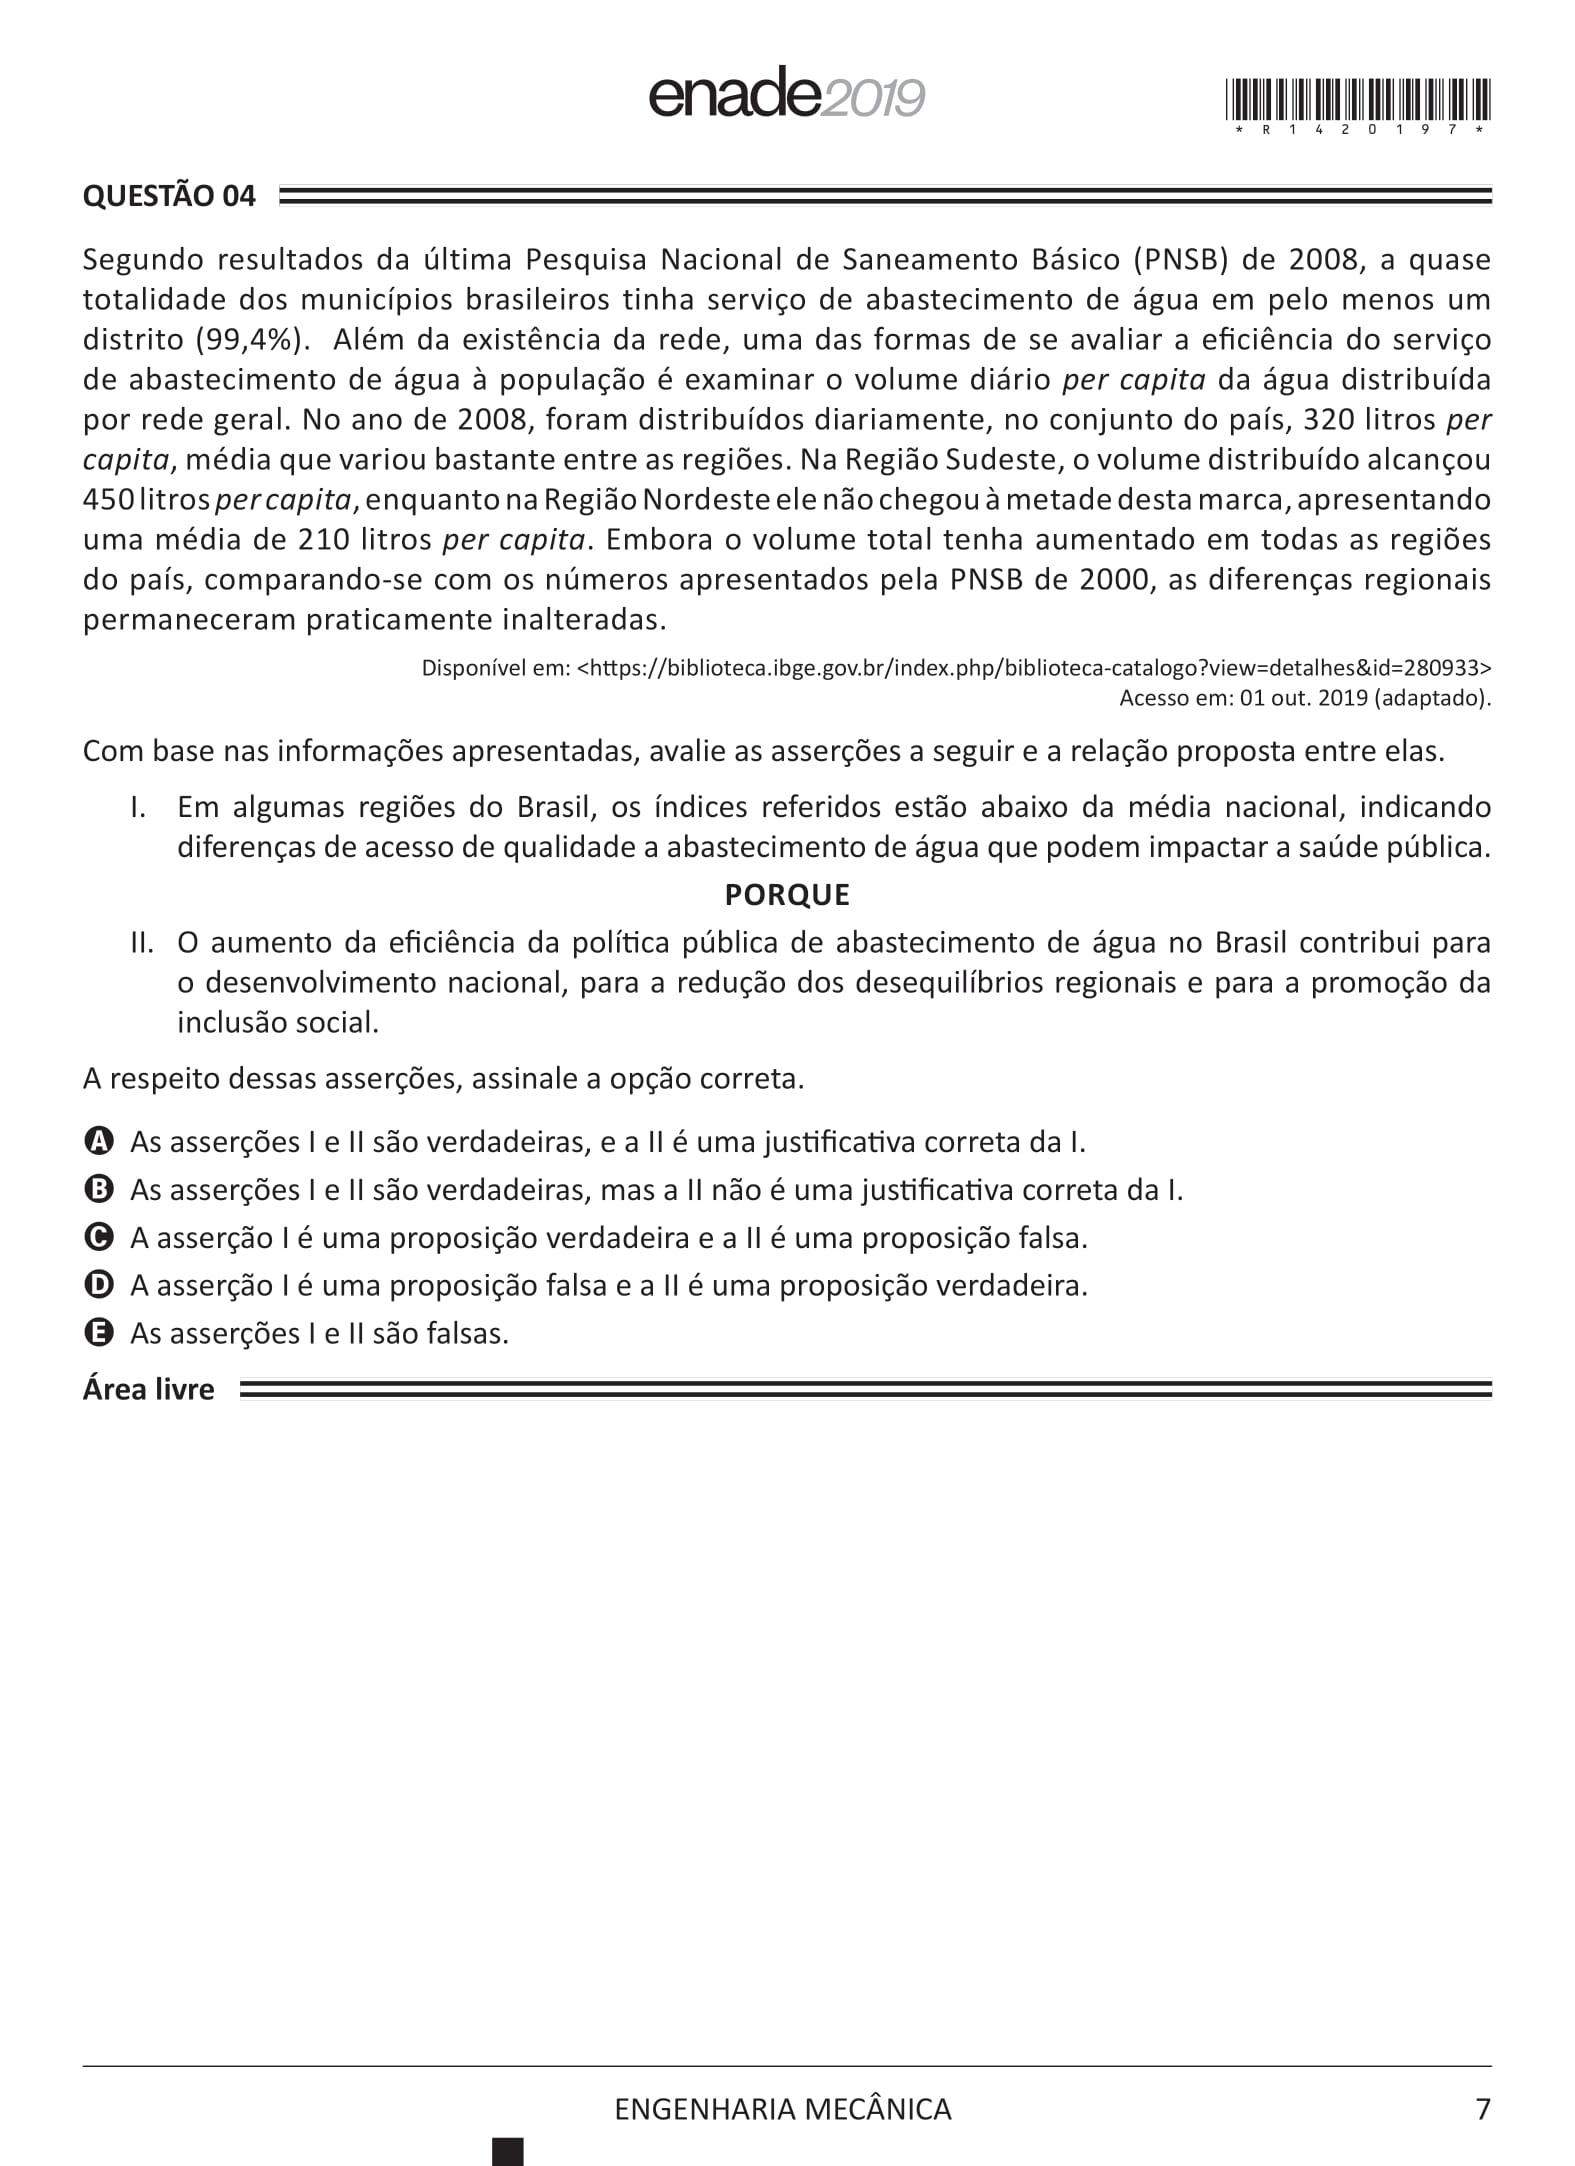 enade2019
*R1420197*
QUESTÃO 04
Segundo resultados da última Pesquisa Nacional de Saneamento Básico (PNSB) de 2008, a quase
totalidade dos municípios brasileiros tinha serviço de abastecimento de água em pelo menos um
distrito (99,4%). Além da existência da rede, uma das formas de se avaliar a eficiência do serviço
de abastecimento de água à população é examinar o volume diário per capita da água distribuída
por rede geral. No ano de 2008, foram distribuídos diariamente, no conjunto do país, 320 litros per
capita, média que variou bastante entre as regiões. Na Região Sudeste, o volume distribuído alcançou
450 litros per capita, enquanto na Região Nordeste ele não chegou à metade desta marca, apresentando
uma média de 210 litros per capita. Embora o volume total tenha aumentado em todas as regiões
do país, comparando-se com os números apresentados pela PNSB de 2000, as diferenças regionais
permaneceram praticamente inalteradas.
Disponível em: <https://biblioteca.ibge.gov.br/index.php/biblioteca-catalogo?view=detalhes&id=280933>
Acesso em: 01 out. 2019 (adaptado).
Com base nas informações apresentadas, avalie as asserções a seguir e a relação proposta entre elas.
I. Em algumas regiões do Brasil, os índices referidos estão abaixo da média nacional, indicando
diferenças de acesso de qualidade a abastecimento de água que podem impactar a saúde pública.
PORQUE
II. O aumento da eficiência da política pública de abastecimento de água no Brasil contribui para
o desenvolvimento nacional, para a redução dos desequilíbrios regionais e para a promoção da
inclusão social.
A respeito dessas asserções, assinale a opção correta.
A As asserções I e II são verdadeiras, e a II é uma justificativa correta da I.
B As asserções I e II são verdadeiras, mas a II não é uma justificativa correta da I.
C A asserção I é uma proposição verdadeira e a II é uma proposição falsa.
D A asserção I é uma proposição falsa e a II é uma proposição verdadeira.
E As asserções I e II são falsas.
Área livre
ENGENHARIA MECÂNICA
7